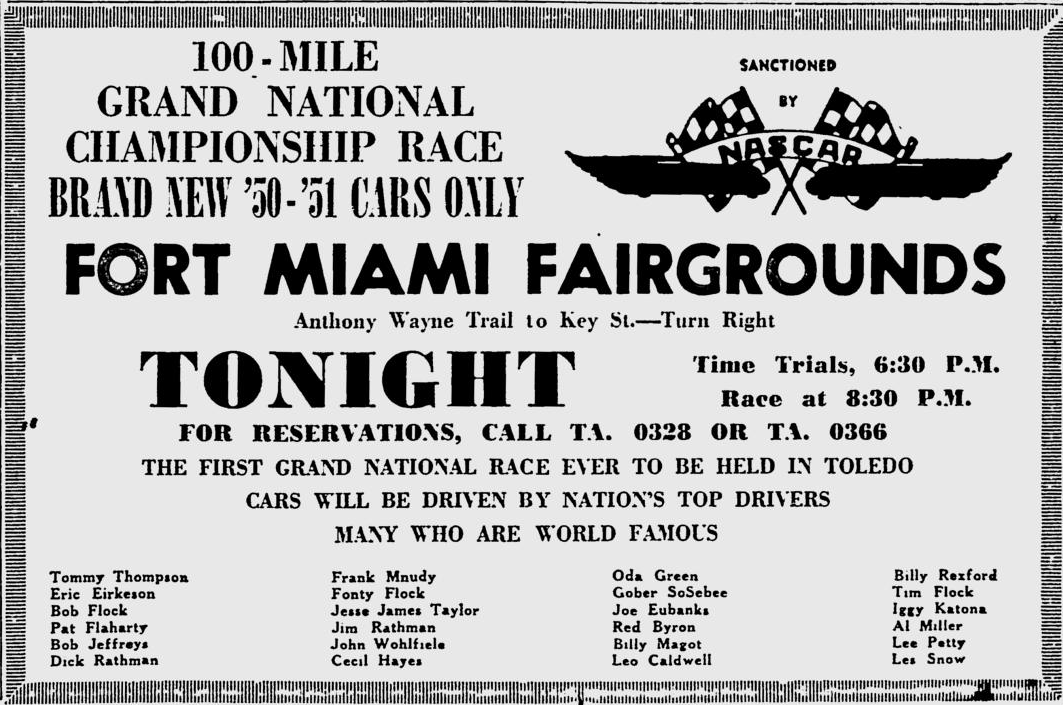 100-MILE
GRAND NATIONAL
CHAMPIONSHIP RACE
BRAND NEW '50-'51 CARS ONLY
SANCTIONED
BY
NASCAR
FORT MIAMI FAIRGROUNDS
Anthony Wayne Trail to Key St.—Turn Right
TONIGHT
Time Trials, 6:30 P.M.
Race at 8:30 P.M.
FOR RESERVATIONS, CALL TA. 0328 OR TA. 0366
THE FIRST GRAND NATIONAL RACE EVER TO BE HELD IN TOLEDO
CARS WILL BE DRIVEN BY NATION'S TOP DRIVERS
MANY WHO ARE WORLD FAMOUS
Tommy Thompson
Eric Eirkeson
Bob Flock
Pat Flaharty
Bob Jeffreys
Dick Rathman
Frank Mnudy
Fonty Flock
Jesse James Taylor
Jim Rathman
John Wohlfiele
Cecil Hayes
Oda Green
Gober SoSebee
Joe Eubanks
Red Byron
Billy Magot
Leo Caldwell
Billy Rexford
Tim Flock
Iggy Katona
Al Miller
Lee Patty
Les Snow